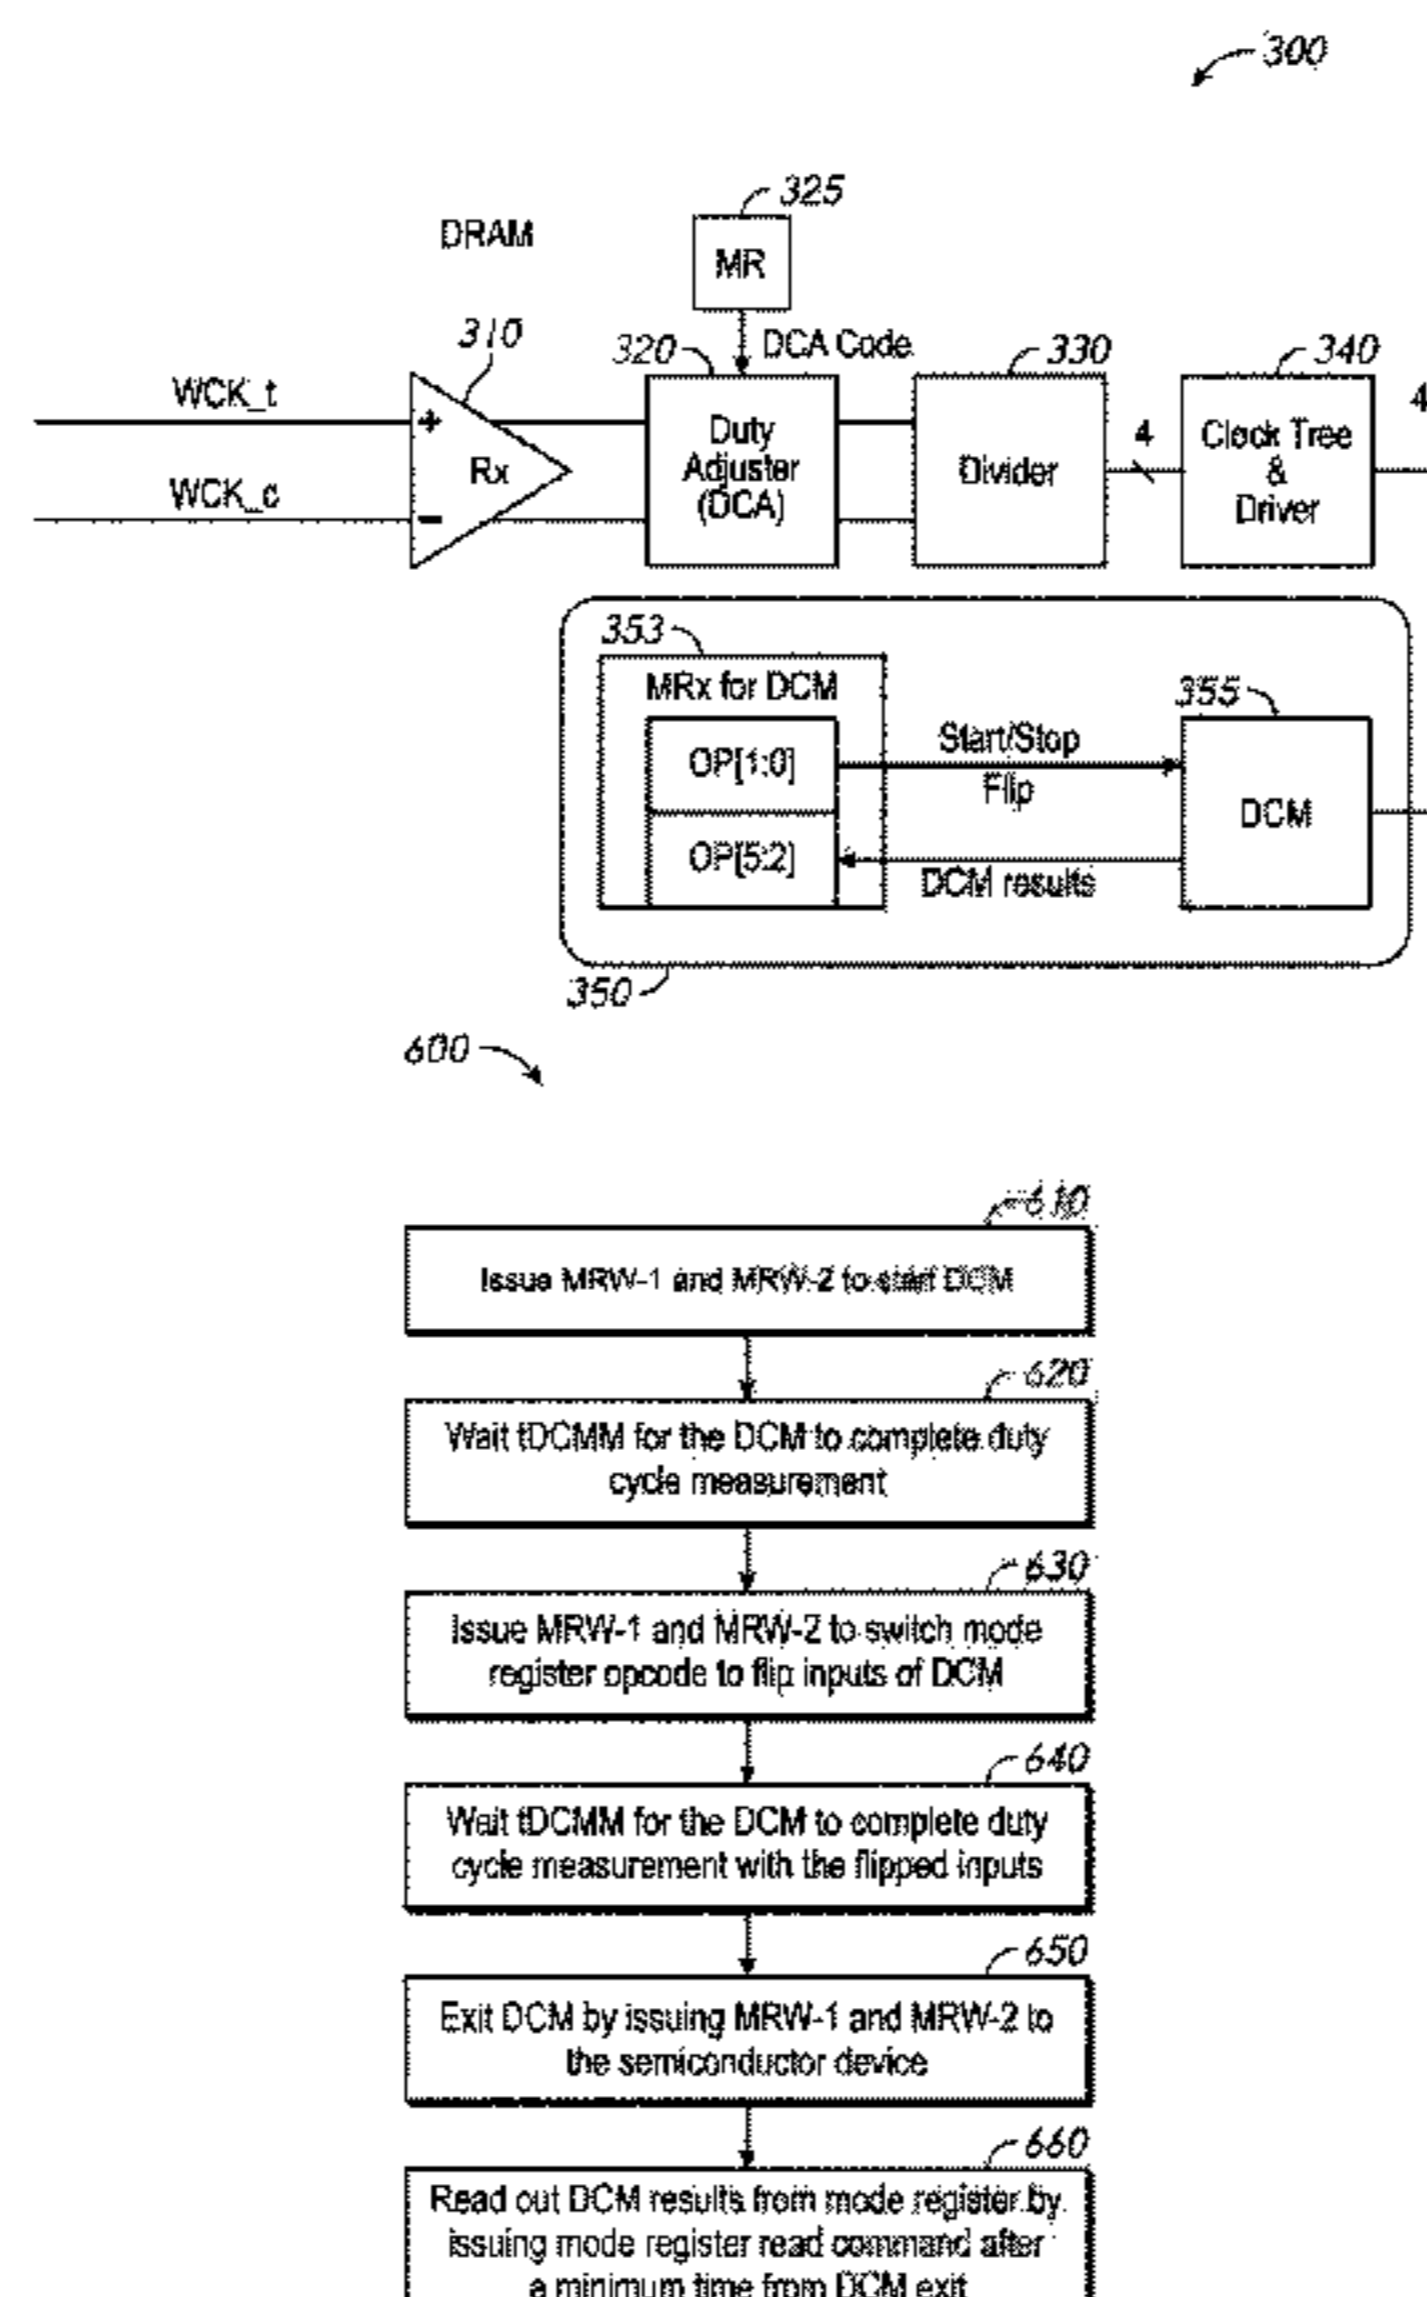 300
325
DRAM
MR
310
320
DCA Code
330
340
WCK_t
4
+
Rx
Duty
Adjuster
(DCA)
Divider
4
Clock Tree
&
Driver
WCK_c
−
353
MRx for DCM
355
OP[1:0]
Start/Stop
Flip
DCM
OP[5:2]
DCM results
350
600
610
Issue MRW-1 and MRW-2 to start DCM
620
Wait tDCMM for the DCM to complete duty
cycle measurement
630
Issue MRW-1 and MRW-2 to switch mode
register opcode to flip inputs of DCM
640
Wait tDCMM for the DCM to complete duty
cycle measurement with the flipped inputs
650
Exit DCM by issuing MRW-1 and MRW-2 to
the semiconductor device
660
Read out DCM results from mode register by
issuing mode register read command after
a minimum time from DCM exit